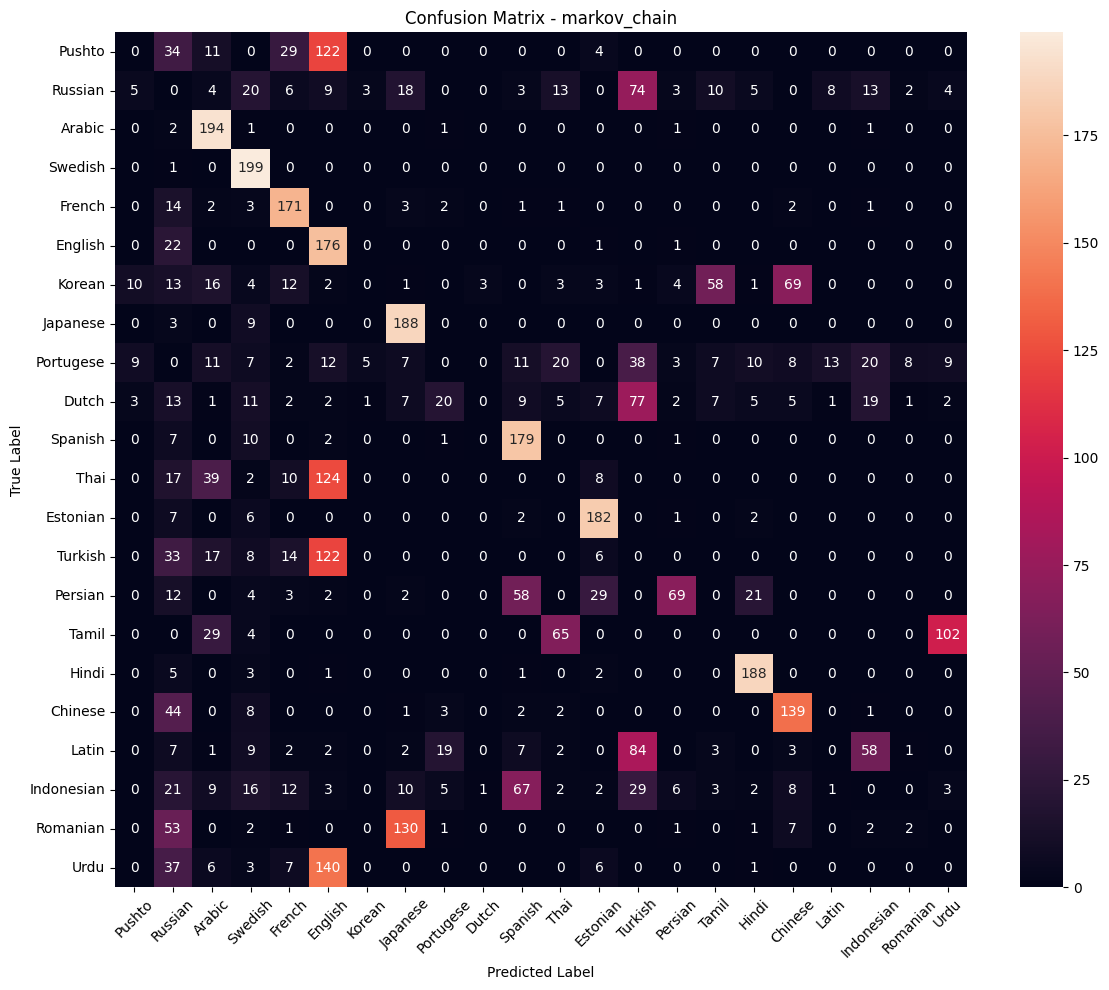 Confusion Matrix - markov_chain
True Label
Pushto 0 34 11 0 29 122 0 0 0 0 0 0 4 0 0 0 0 0 0 0 0 0
Russian 5 0 4 20 6 9 3 18 0 0 3 13 0 74 3 10 5 0 8 13 2 4
Arabic 0 2 194 1 0 0 0 0 1 0 0 0 0 0 1 0 0 0 0 1 0 0
Swedish 0 1 0 199 0 0 0 0 0 0 0 0 0 0 0 0 0 0 0 0 0 0
French 0 14 2 3 171 0 0 3 2 0 1 1 0 0 0 0 0 2 0 1 0 0
English 0 22 0 0 0 176 0 0 0 0 0 0 1 0 1 0 0 0 0 0 0 0
Korean 10 13 16 4 12 2 0 1 0 3 0 3 3 1 4 58 1 69 0 0 0 0
Japanese 0 3 0 9 0 0 0 188 0 0 0 0 0 0 0 0 0 0 0 0 0 0
Portugese 9 0 11 7 2 12 5 7 0 0 11 20 0 38 3 7 10 8 13 20 8 9
Dutch 3 13 1 11 2 2 1 7 20 0 9 5 7 77 2 7 5 5 1 19 1 2
Spanish 0 7 0 10 0 2 0 0 1 0 179 0 0 0 1 0 0 0 0 0 0 0
Thai 0 17 39 2 10 124 0 0 0 0 0 0 8 0 0 0 0 0 0 0 0 0
Estonian 0 7 0 6 0 0 0 0 0 0 2 0 182 0 1 0 2 0 0 0 0 0
Turkish 0 33 17 8 14 122 0 0 0 0 0 0 6 0 0 0 0 0 0 0 0 0
Persian 0 12 0 4 3 2 0 2 0 0 58 0 29 0 69 0 21 0 0 0 0 0
Tamil 0 0 29 4 0 0 0 0 0 0 0 65 0 0 0 0 0 0 0 0 0 102
Hindi 0 5 0 3 0 1 0 0 0 0 1 0 2 0 0 0 188 0 0 0 0 0
Chinese 0 44 0 8 0 0 0 1 3 0 2 2 0 0 0 0 0 139 0 1 0 0
Latin 0 7 1 9 2 2 0 2 19 0 7 2 0 84 0 3 0 3 0 58 1 0
Indonesian 0 21 9 16 12 3 0 10 5 1 67 2 2 29 6 3 2 8 1 0 0 3
Romanian 0 53 0 2 1 0 0 130 1 0 0 0 0 0 1 0 1 7 0 2 2 0
Urdu 0 37 6 3 7 140 0 0 0 0 0 0 6 0 0 0 1 0 0 0 0 0
Pushto Russian Arabic Swedish French English Korean Japanese Portugese Dutch Spanish Thai Estonian Turkish Persian Tamil Hindi Chinese Latin Indonesian Romanian Urdu
Predicted Label
175
150
125
100
75
50
25
0